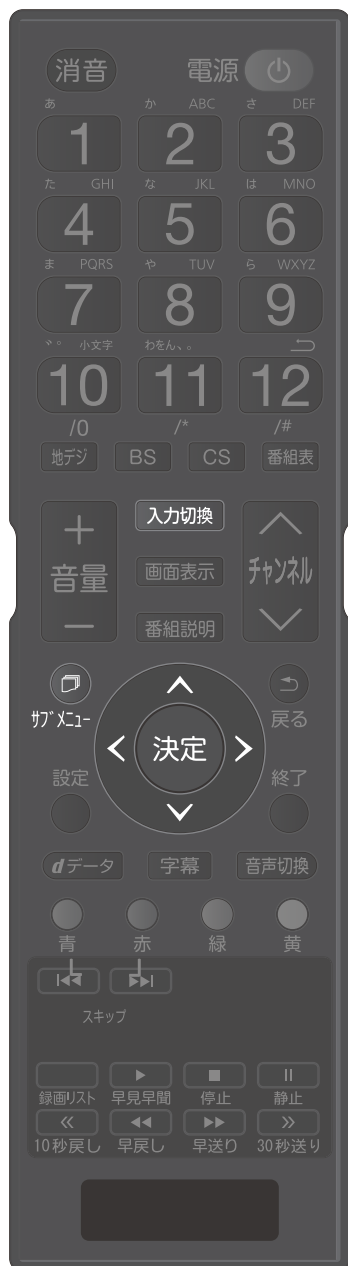 消音 電源
あ か ABC さ DEF
1 2 3
た GHI な JKL は MNO
4 5 6
ま PQRS や TUV ら WXYZ
7 8 9
゛゜ 小文字 わをん、。
10 11 12
/0 /* /#
地デジ BS CS 番組表
入力切換
+
音量
−
画面表示
チャンネル
番組説明
サブメニュー
戻る
決定
設定 終了
dデータ 字幕 音声切換
青 赤 緑 黄
スキップ
録画リスト 早見早聞 停止 静止
10秒戻し 早戻し 早送り 30秒送り